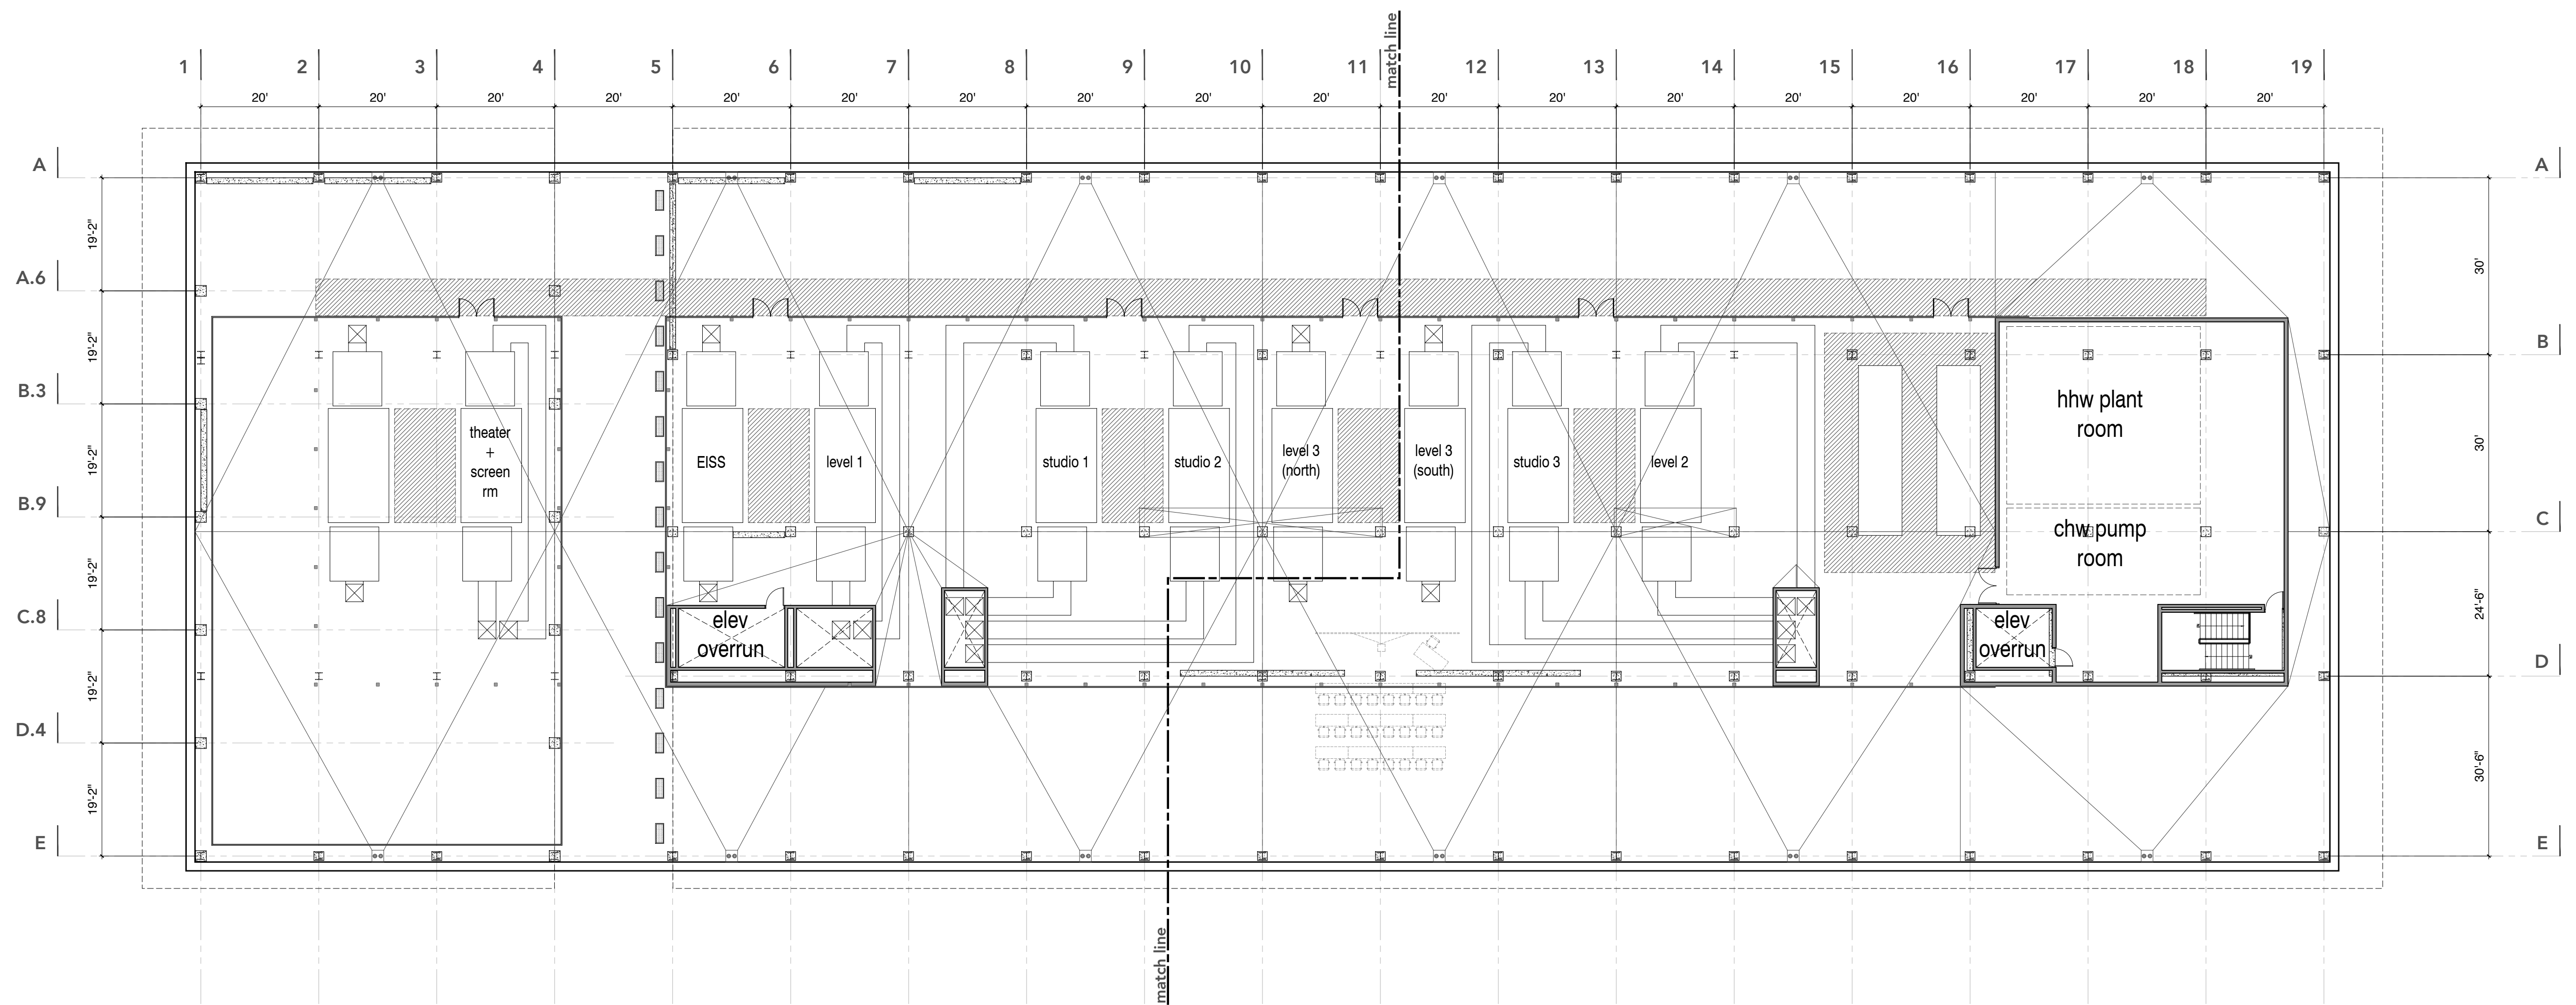 match line
1 2 3 4 5 6 7 8 9 10 11 12 13 14 15 16 17 18 19
20' 20' 20' 20' 20' 20' 20' 20' 20' 20' 20' 20' 20' 20' 20' 20' 20' 20'
A A
19'-2"
30'
A.6
19'-2"
B
B.3
theater
+
screen
rm
EISS
level 1
studio 1
studio 2
level 3
(north)
level 3
(south)
studio 3
level 2
hhw plant
room
19'-2"
30'
B.9
C
chw pump
room
19'-2"
24'-6"
C.8
elev
overrun
elev
overrun
19'-2"
D
D.4
30'-6"
19'-2"
E E
match line